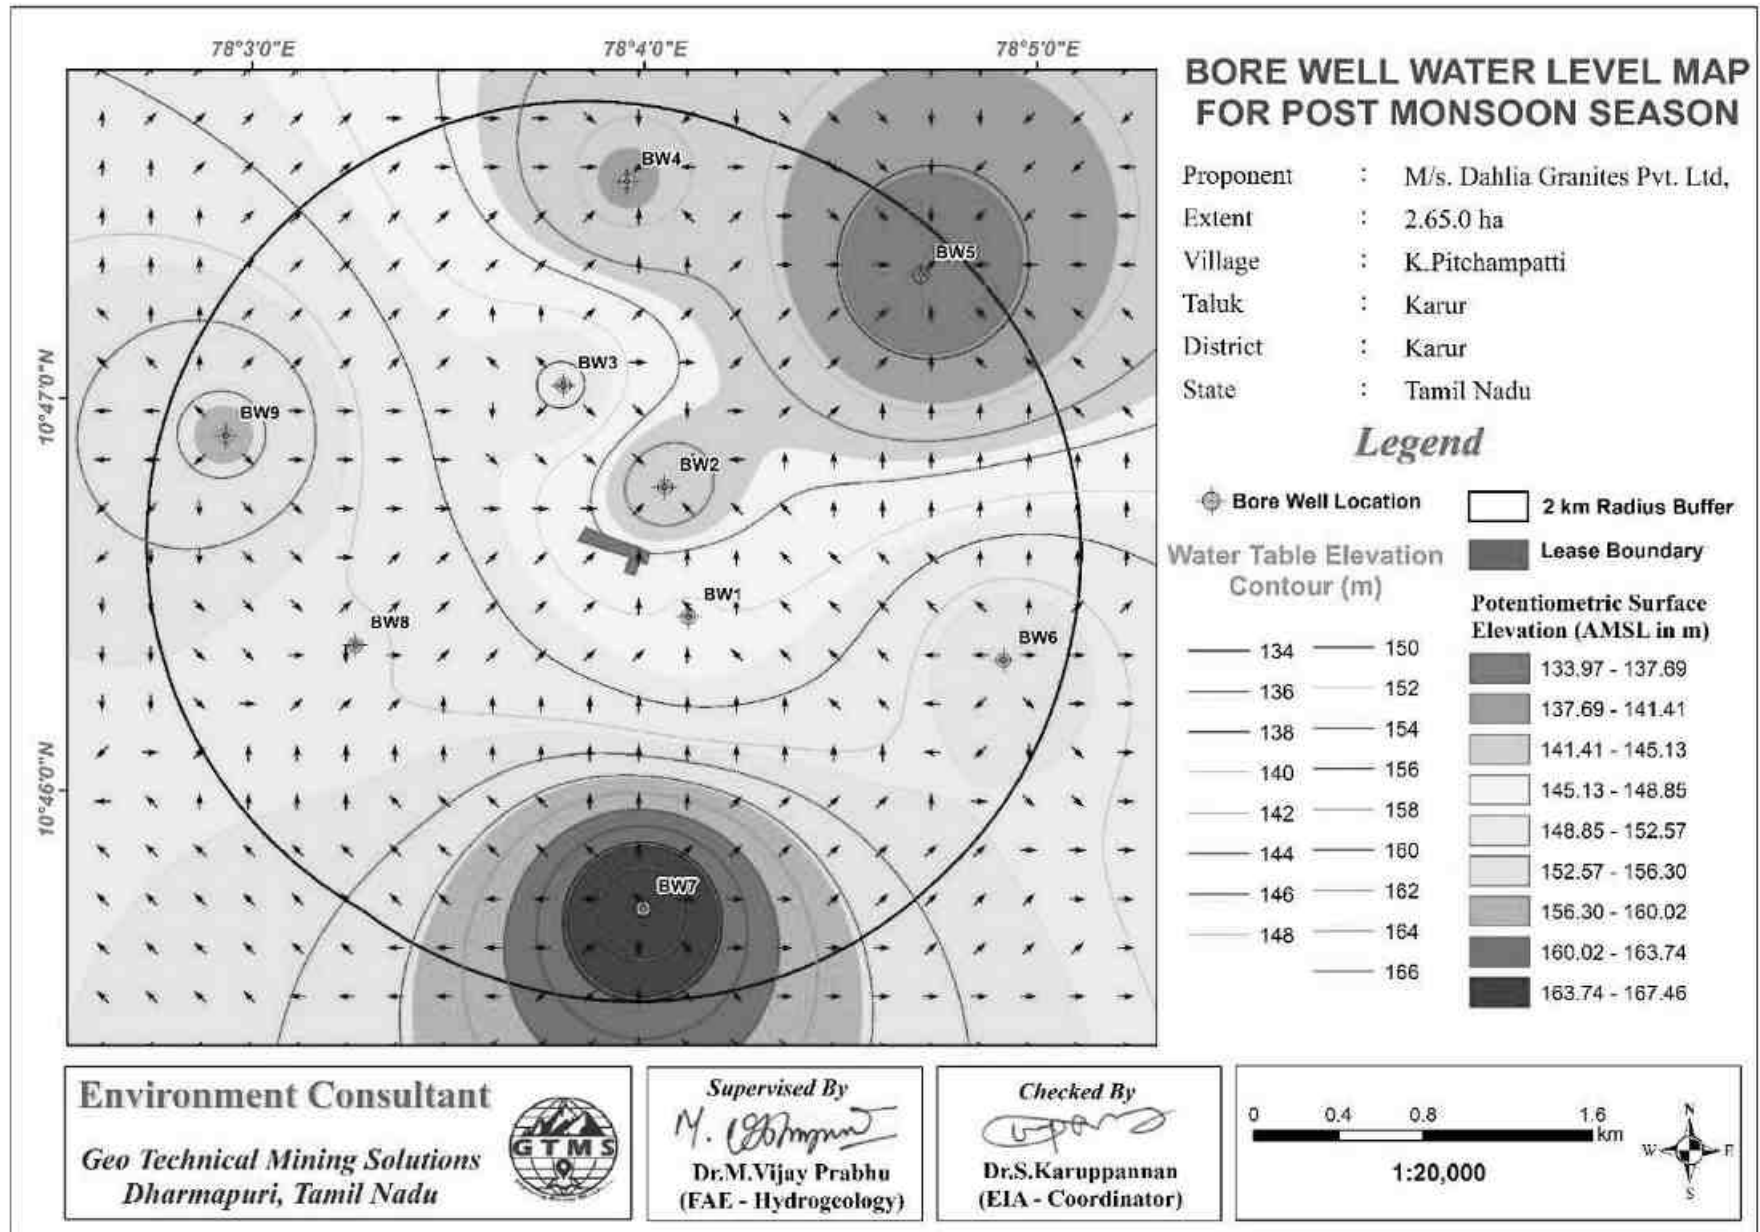 78°3'0"E 78°4'0"E 78°5'0"E
BORE WELL WATER LEVEL MAP
FOR POST MONSOON SEASON
Proponent : M/s. Dahlia Granites Pvt. Ltd,
Extent : 2.65.0 ha
Village : K.Pitchampatti
Taluk : Karur
District : Karur
State : Tamil Nadu
Legend
Bore Well Location
2 km Radius Buffer
Lease Boundary
Water Table Elevation
Contour (m)
134 150
136 152
138 154
140 156
142 158
144 160
146 162
148 164
166
Potentiometric Surface
Elevation (AMSL in m)
133.97 - 137.69
137.69 - 141.41
141.41 - 145.13
145.13 - 148.85
148.85 - 152.57
152.57 - 156.30
156.30 - 160.02
160.02 - 163.74
163.74 - 167.46
BW4
BW5
BW3
BW9
BW2
BW1
BW8
BW6
BW7
10°47'0"N
10°46'0"N
Environment Consultant
Geo Technical Mining Solutions
Dharmapuri, Tamil Nadu
GTMS
Supervised By
Dr.M.Vijay Prabhu
(FAE - Hydrogeology)
Checked By
Dr.S.Karuppannan
(EIA - Coordinator)
0 0.4 0.8 1.6
km
1:20,000
N
W E
S